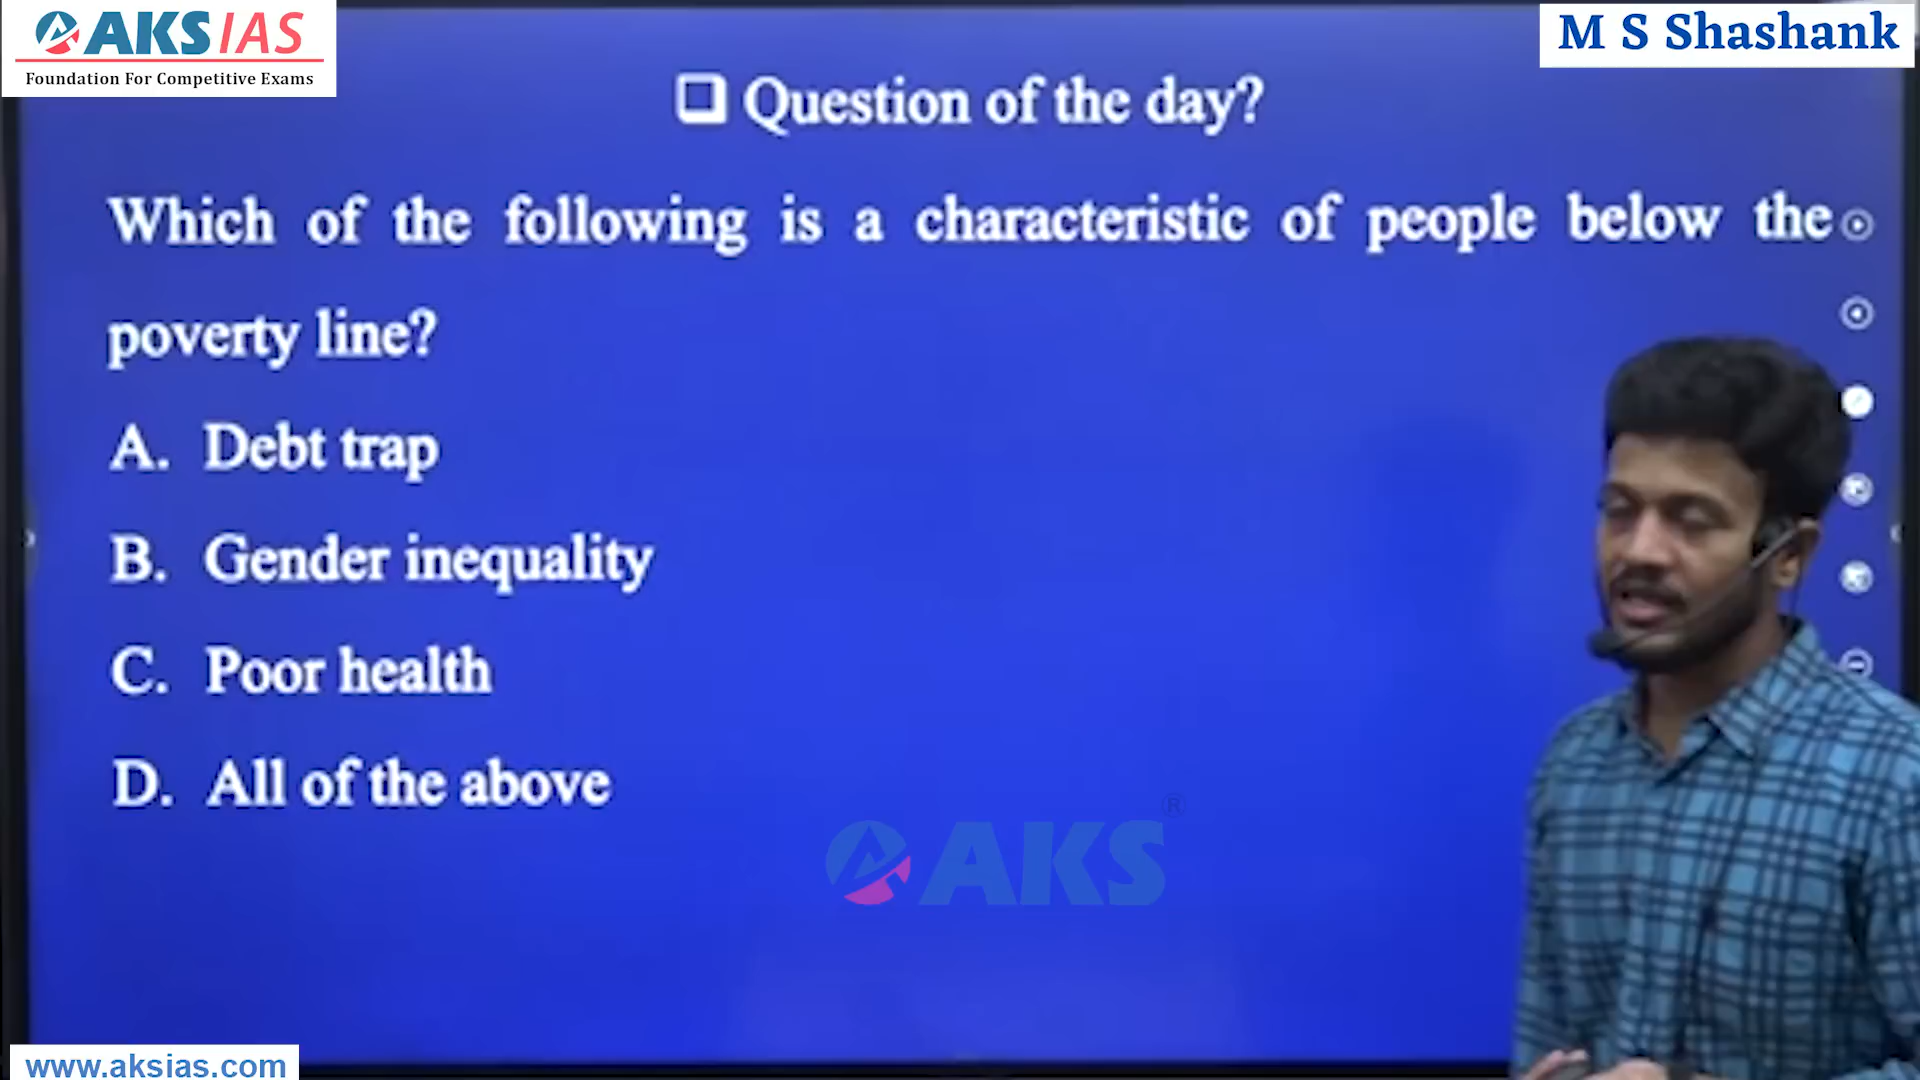 AKS IAS
Foundation For Competitive Exams
M S Shashank
Question of the day?
Which of the following is a characteristic of people below the
poverty line?
A. Debt trap
B. Gender inequality
C. Poor health
D. All of the above
AKS®
www.aksias.com